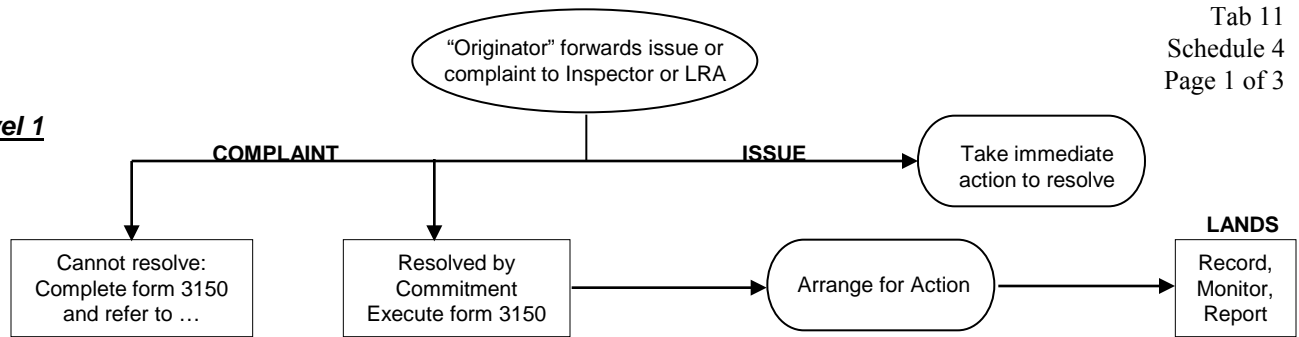 Tab 11
Schedule 4
Page 1 of 3
“Originator” forwards issue or
complaint to Inspector or LRA
COMPLAINT
ISSUE
Take immediate
action to resolve
Cannot resolve:
Complete form 3150
and refer to …
Resolved by
Commitment
Execute form 3150
Arrange for Action
LANDS
Record,
Monitor,
Report